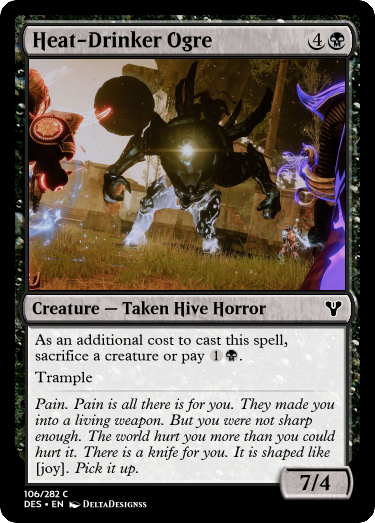 Heat-Drinker Ogre 4
Creature — Taken Hive Horror
As an additional cost to cast this spell,
sacrifice a creature or pay 1.
Trample
Pain. Pain is all there is for you. They made you
into a living weapon. But you were not sharp
enough. The world hurt you more than you could
hurt it. There is a knife for you. It is shaped like
[joy]. Pick it up.
7/4
106/282 C
DES • EN DeltaDesignss